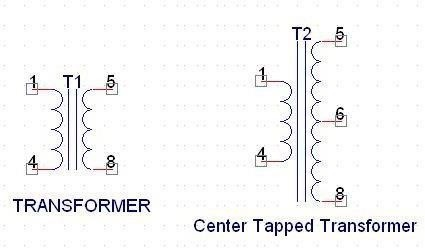 T2
5
T1
1
5
1
6
4
8
4
8
TRANSFORMER
Center Tapped Transformer